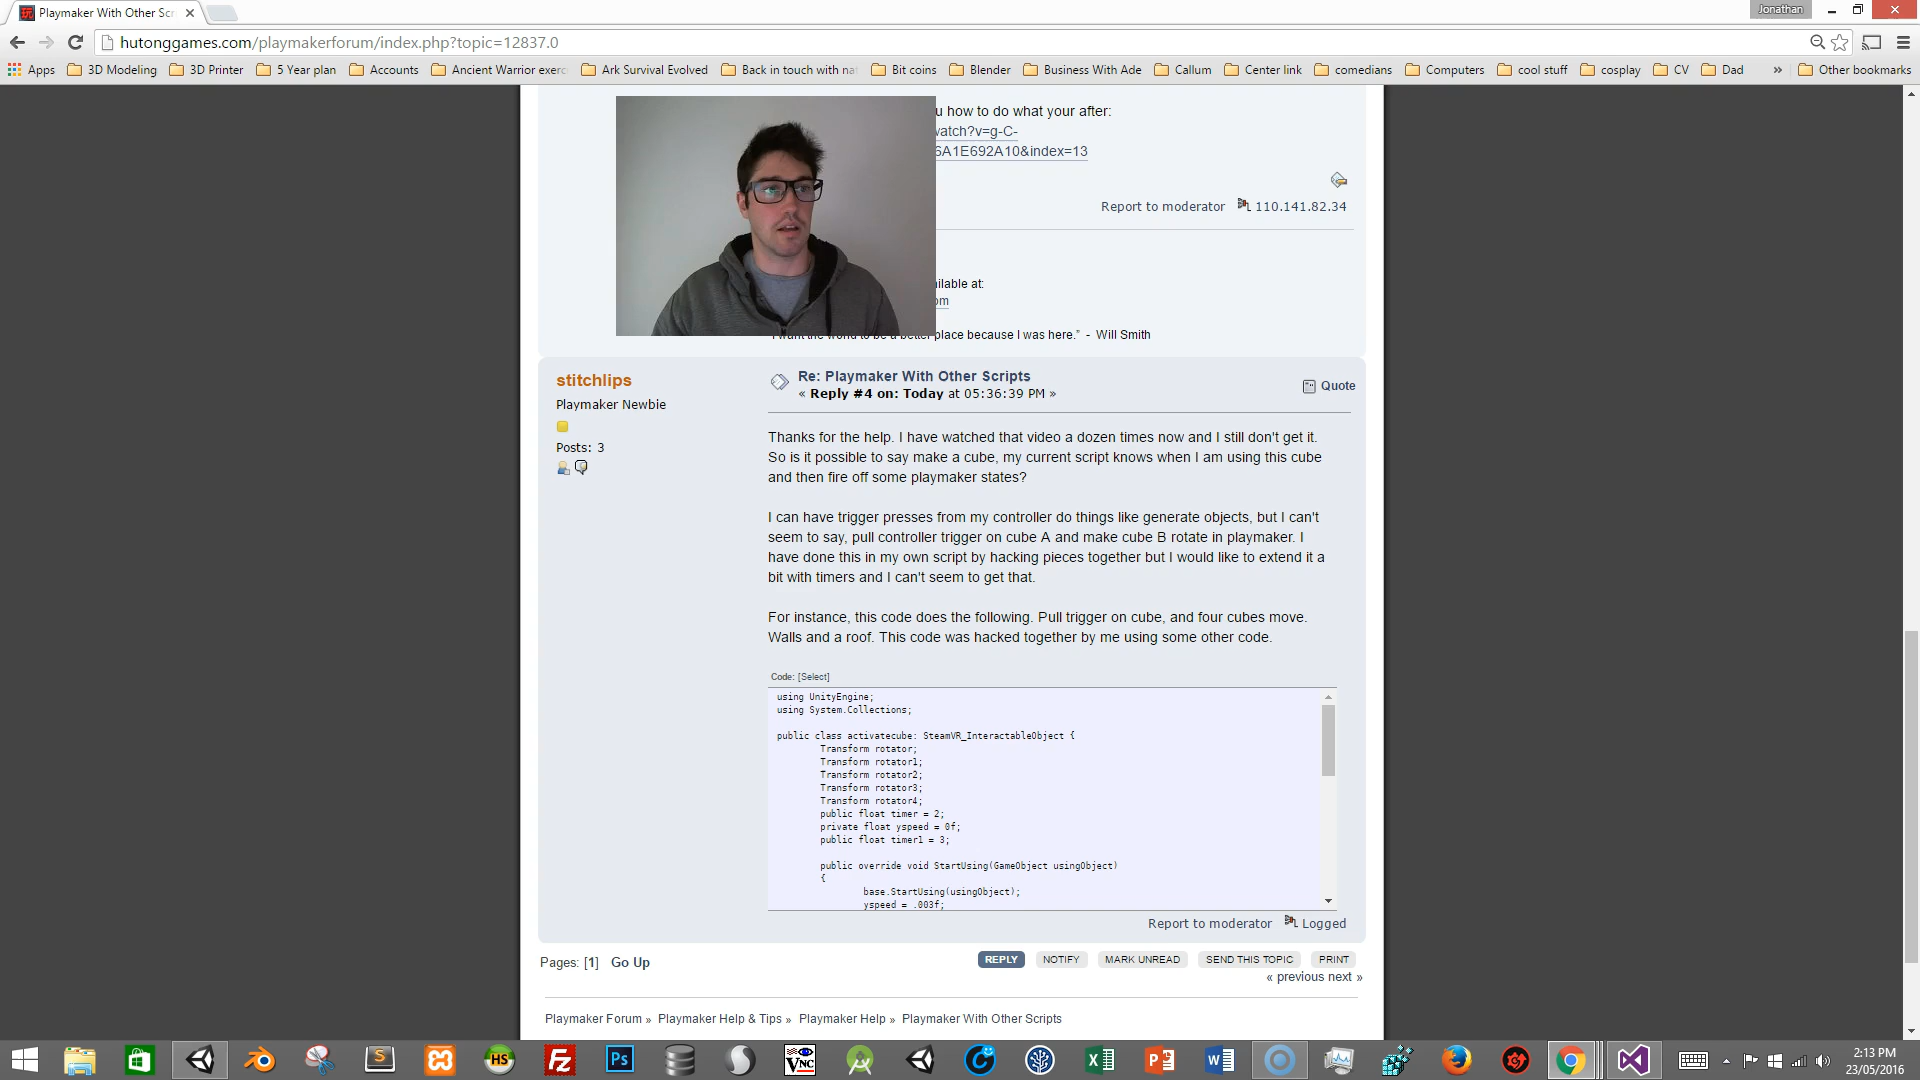 Playmaker With Other Scr
Jonathan
hutonggames.com/playmakerforum/index.php?topic=12837.0
Apps 3D Modeling 3D Printer 5 Year plan Accounts Ancient Warrior exerc Ark Survival Evolved Back in touch with nat Bit coins Blender Business With Ade Callum Center link comedians Computers cool stuff cosplay CV Dad » Other bookmarks
u how to do what your after:
watch?v=g-C-
6A1E692A10&index=13
Report to moderator 110.141.82.34
ilable at:
om
"I want the world to be a better place because I was here." - Will Smith
stitchlips
Playmaker Newbie
Posts: 3
Re: Playmaker With Other Scripts
« Reply #4 on: Today at 05:36:39 PM »
Quote
Thanks for the help. I have watched that video a dozen times now and I still don't get it.
So is it possible to say make a cube, my current script knows when I am using this cube
and then fire off some playmaker states?
I can have trigger presses from my controller do things like generate objects, but I can't
seem to say, pull controller trigger on cube A and make cube B rotate in playmaker. I
have done this in my own script by hacking pieces together but I would like to extend it a
bit with timers and I can't seem to get that.
For instance, this code does the following. Pull trigger on cube, and four cubes move.
Walls and a roof. This code was hacked together by me using some other code.
Code: [Select]
using UnityEngine;
using System.Collections;
public class activatecube: SteamVR_InteractableObject {
Transform rotator;
Transform rotator1;
Transform rotator2;
Transform rotator3;
Transform rotator4;
public float timer = 2;
private float yspeed = 0f;
public float timer1 = 3;
public override void StartUsing(GameObject usingObject)
{
base.StartUsing(usingObject);
yspeed = .003f;
Report to moderator Logged
Pages: [1] Go Up
REPLY NOTIFY MARK UNREAD SEND THIS TOPIC PRINT
« previous next »
Playmaker Forum » Playmaker Help & Tips » Playmaker Help » Playmaker With Other Scripts
2:13 PM
23/05/2016